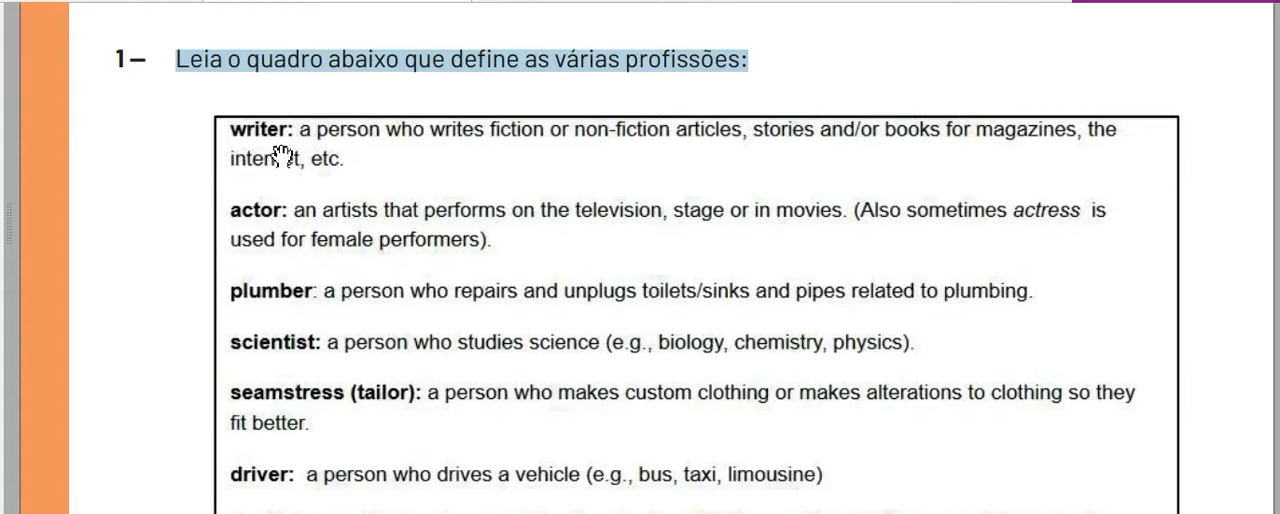 1– Leia o quadro abaixo que define as várias profissões:
writer: a person who writes fiction or non-fiction articles, stories and/or books for magazines, the
etc.
actor: an artists that performs on the television, stage or in movies. (Also sometimes actress is
used for female performers).
plumber: a person who repairs and unplugs toilets/sinks and pipes related to plumbing.
scientist: a person who studies science (e.g., biology, chemistry, physics).
seamstress (tailor): a person who makes custom clothing or makes alterations to clothing so they
fit better.
driver: a person who drives a vehicle (e.g., bus, taxi, limousine)